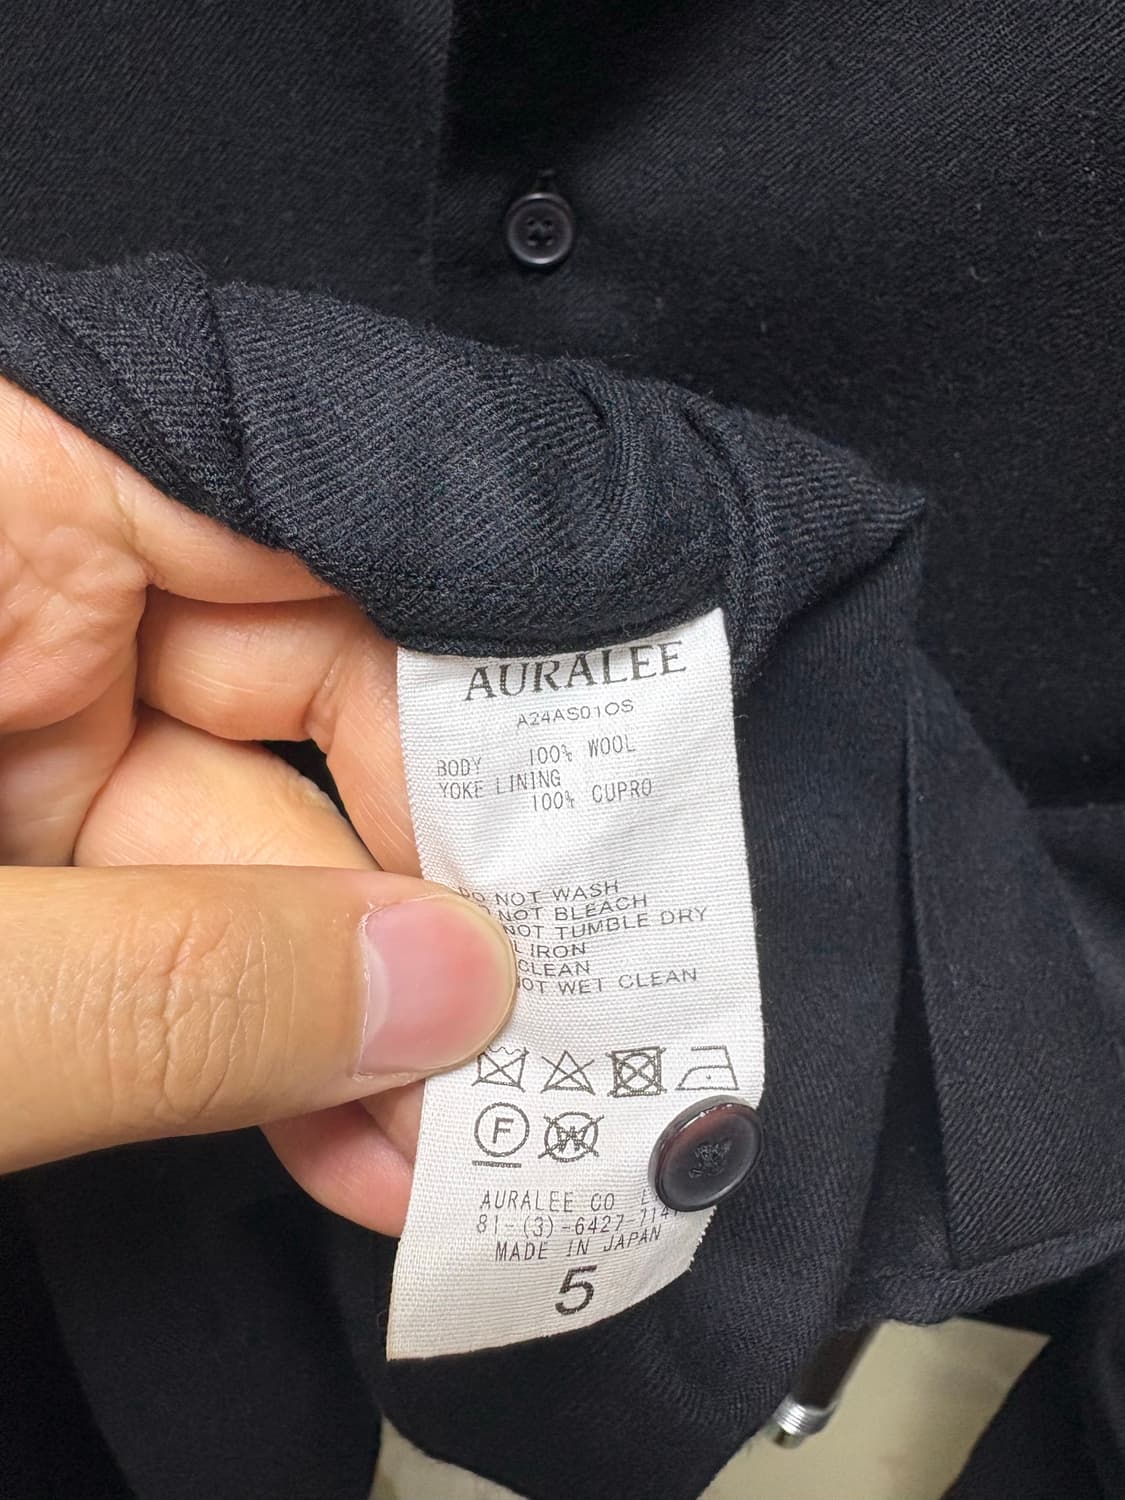 AURALEE
A24AS01OS
BODY 100% WOOL
YOKE LINING
100% CUPRO
DO NOT WASH
NOT BLEACH
NOT TUMBLE DRY
IRON
CLEAN
NOT WET CLEAN
F
W
AURALEE CO
81-(3)-6427-714
MADE IN JAPAN
5